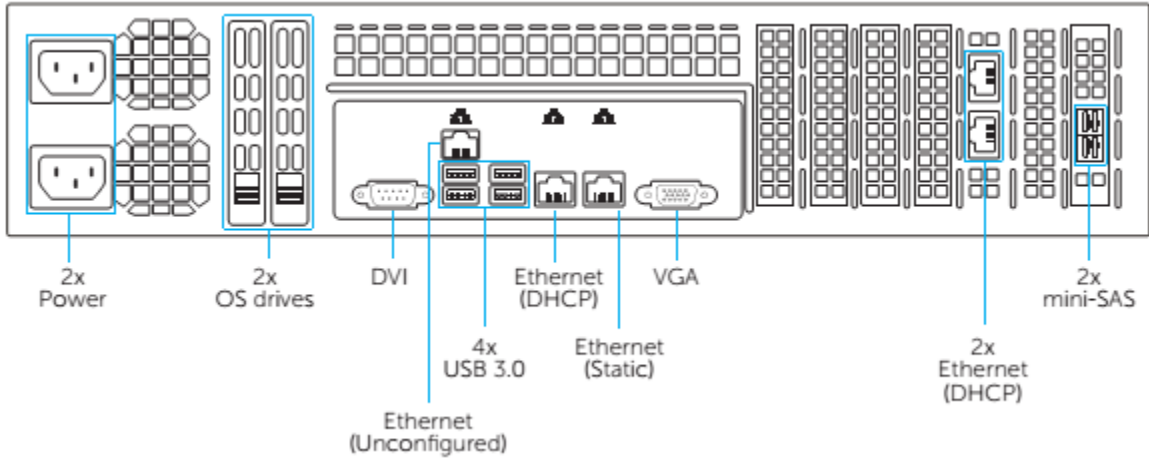 2x
Power
2x
OS drives
DVI
4x
USB 3.0
Ethernet
(Unconfigured)
Ethernet
(DHCP)
Ethernet
(Static)
VGA
2x
Ethernet
(DHCP)
2x
mini-SAS